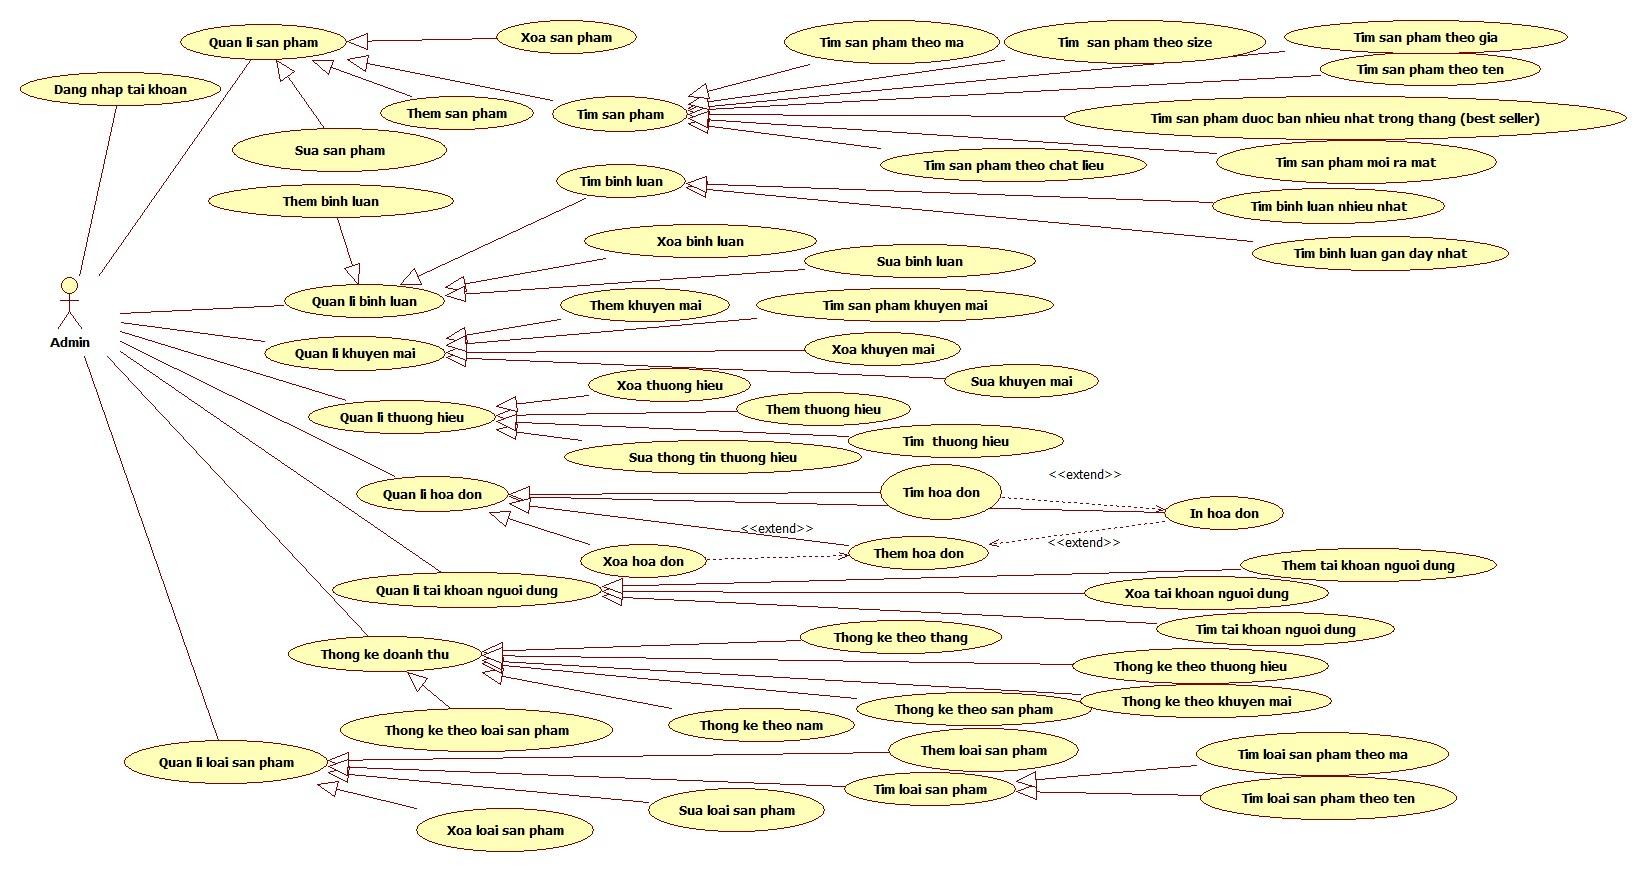 Quan li san pham
Xoa san pham
Tim san pham theo ma
Tim  san pham theo size
Tim san pham theo gia
Tim san pham theo ten
Dang nhap tai khoan
Them san pham
Tim san pham
Tim san pham duoc ban nhieu nhat trong thang (best seller)
Sua san pham
Tim san pham theo chat lieu
Tim san pham moi ra mat
Tim binh luan
Them binh luan
Tim binh luan nhieu nhat
Xoa binh luan
Tim binh luan gan day nhat
Sua binh luan
Quan li binh luan
Them khuyen mai
Tim san pham khuyen mai
Admin
Quan li khuyen mai
Xoa khuyen mai
Sua khuyen mai
Xoa thuong hieu
Quan li thuong hieu
Them thuong hieu
Tim  thuong hieu
Sua thong tin thuong hieu
<<extend>>
Quan li hoa don
Tim hoa don
In hoa don
<<extend>>
<<extend>>
Xoa hoa don
Them hoa don
Them tai khoan nguoi dung
Quan li tai khoan nguoi dung
Xoa tai khoan nguoi dung
Tim tai khoan nguoi dung
Thong ke theo thang
Thong ke doanh thu
Thong ke theo thuong hieu
Thong ke theo khuyen mai
Thong ke theo san pham
Thong ke theo loai san pham
Thong ke theo nam
Quan li loai san pham
Them loai san pham
Tim loai san pham theo ma
Tim loai san pham
Tim loai san pham theo ten
Sua loai san pham
Xoa loai san pham